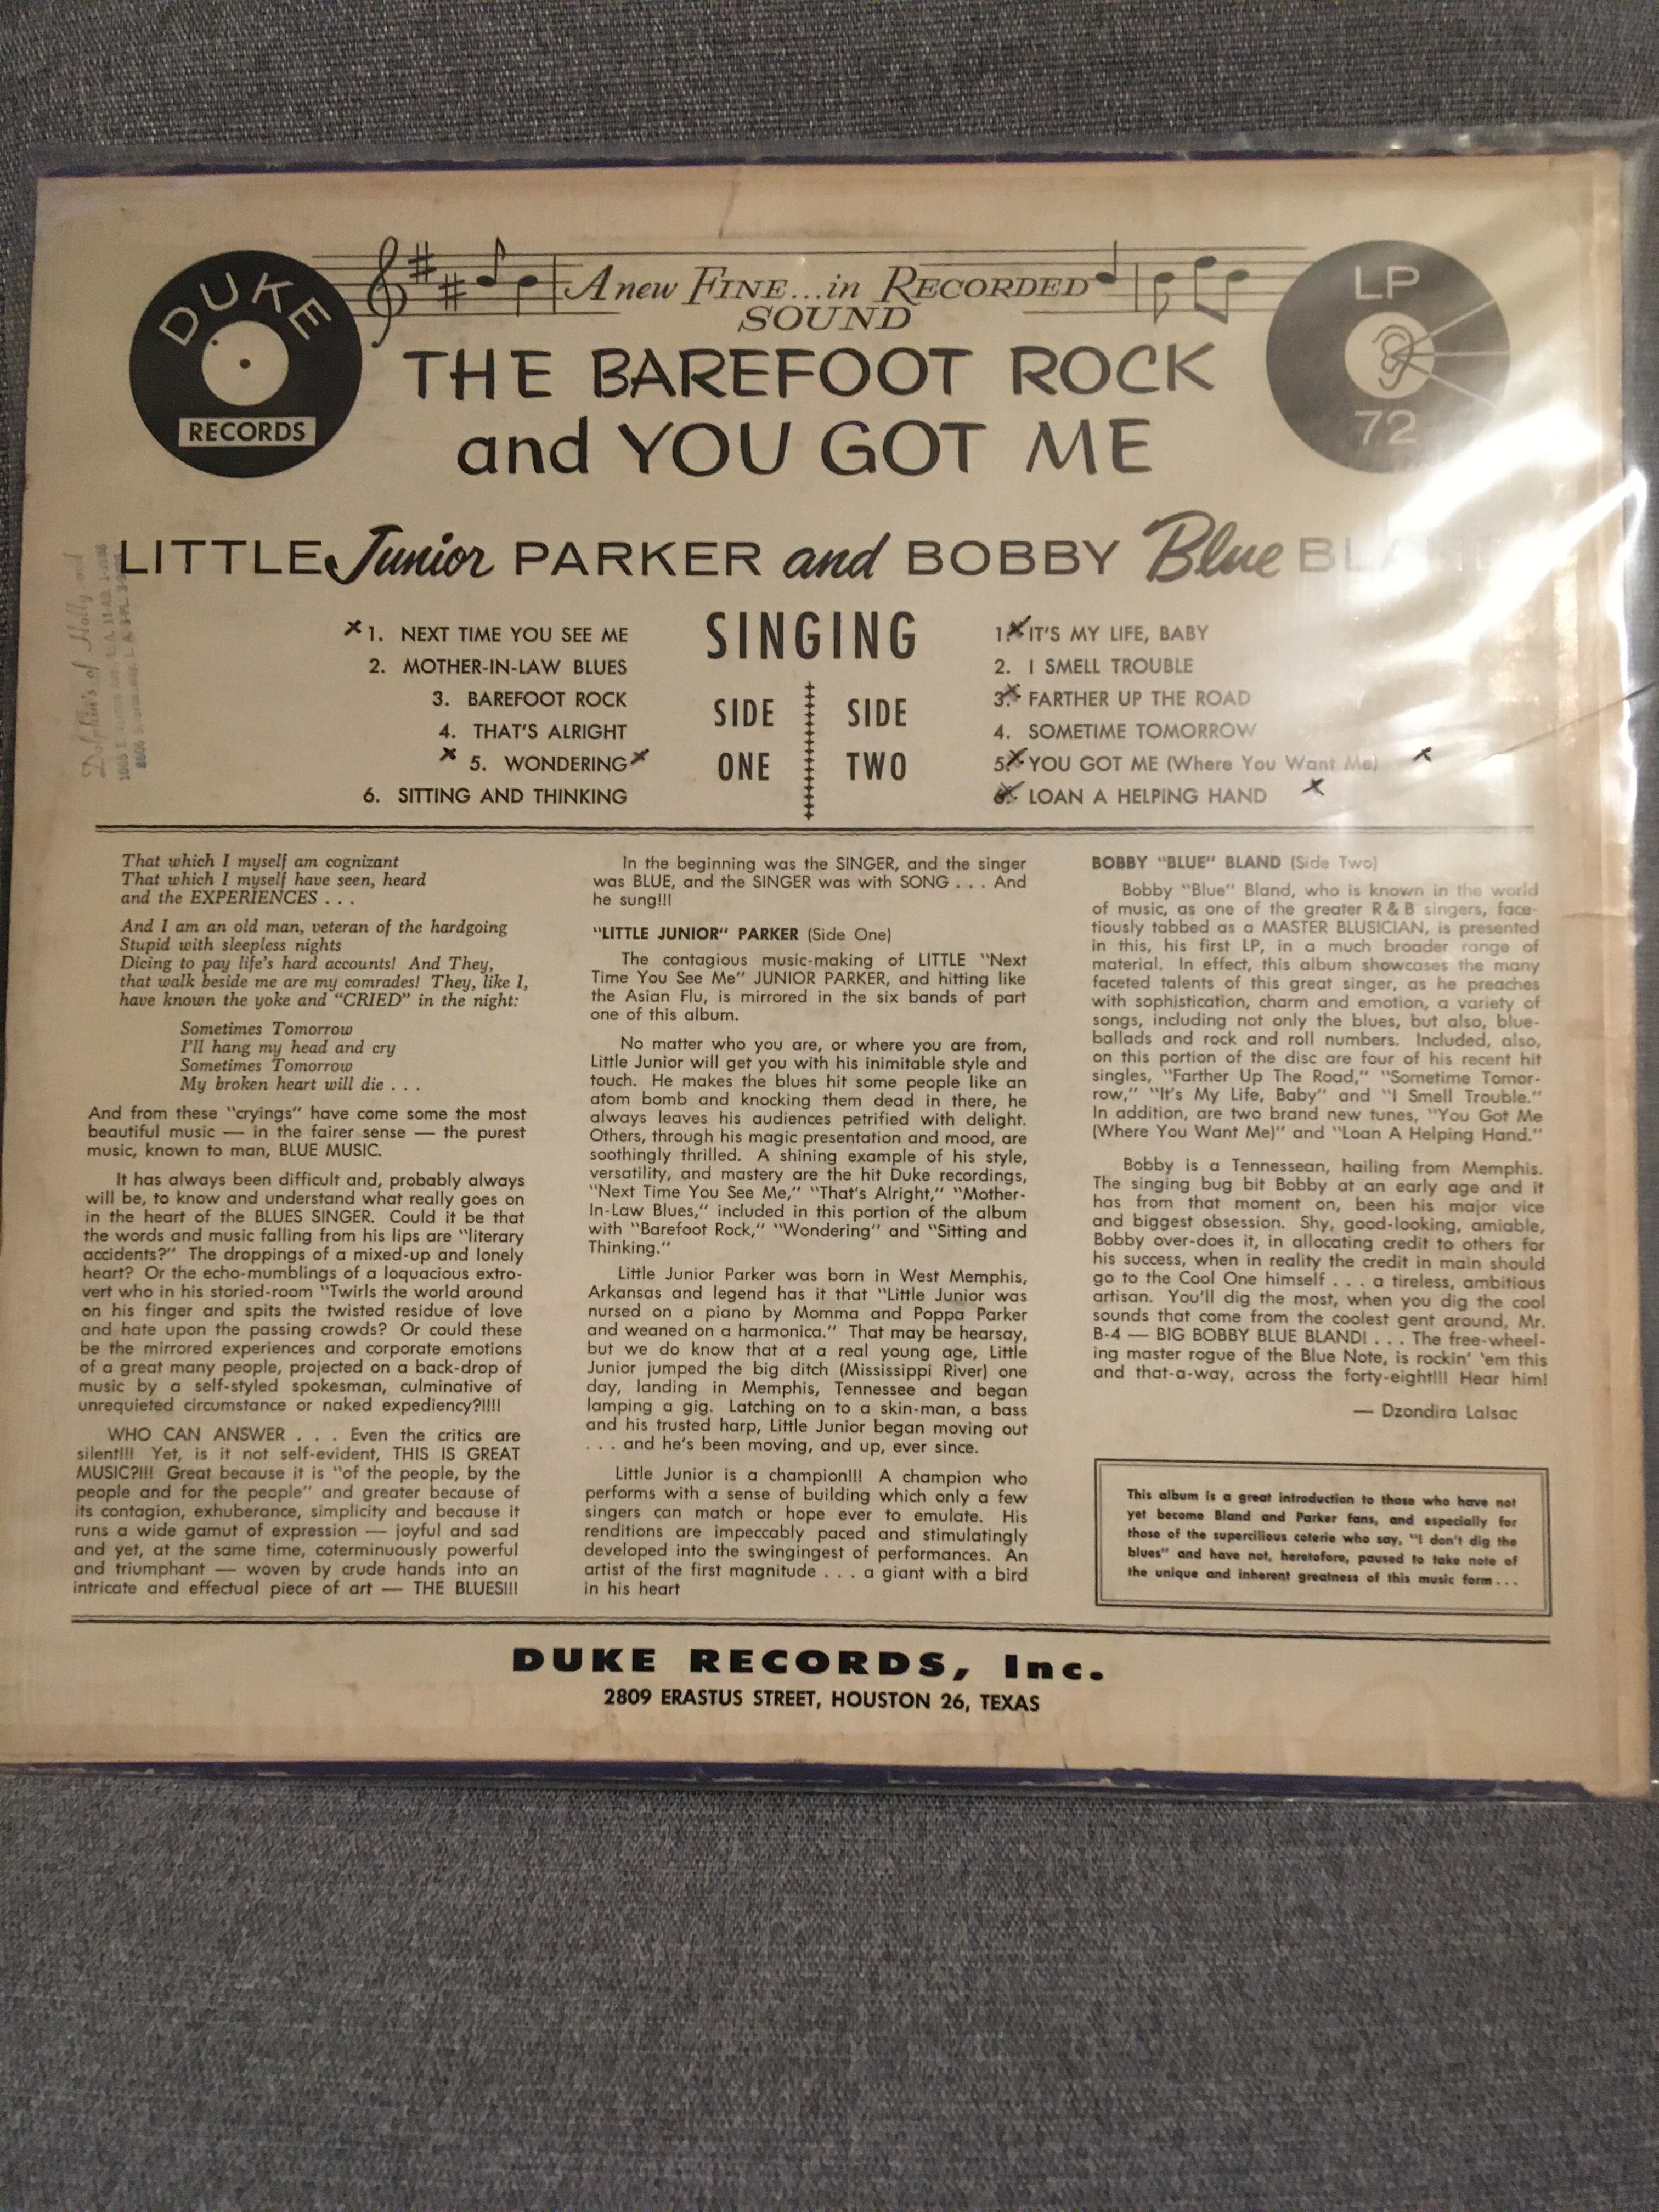 DUKE
RECORDS
A new FINE...in RECORDED
SOUND
LP
72
THE BAREFOOT ROCK
and YOU GOT ME
LITTLE Junior PARKER and BOBBY Blue
Dolphin's of Holly
SINGING
SIDE ONE
x 1. NEXT TIME YOU SEE ME
2. MOTHER-IN-LAW BLUES
3. BAREFOOT ROCK
4. THAT'S ALRIGHT
x 5. WONDERING x
6. SITTING AND THINKING
SIDE TWO
1. x IT'S MY LIFE, BABY
2. I SMELL TROUBLE
3. x FARTHER UP THE ROAD
4. SOMETIME TOMORROW
5. x YOU GOT ME (Where You Want Me) x
6. x LOAN A HELPING HAND x
That which I myself am cognizant
That which I myself have seen, heard
and the EXPERIENCES . . .
And I am an old man, veteran of the hardgoing
Stupid with sleepless nights
Dicing to pay life's hard accounts! And They,
that walk beside me are my comrades! They, like I,
have known the yoke and "CRIED" in the night:
Sometimes Tomorrow
I'll hang my head and cry
Sometimes Tomorrow
My broken heart will die . . .
And from these "cryings" have come some the most
beautiful music — in the fairer sense — the purest
music, known to man, BLUE MUSIC.
It has always been difficult and, probably always
will be, to know and understand what really goes on
in the heart of the BLUES SINGER. Could it be that
the words and music falling from his lips are "literary
accidents?" The droppings of a mixed-up and lonely
heart? Or the echo-mumblings of a loquacious extro-
vert who in his storied-room "Twirls the world around
on his finger and spits the twisted residue of love
and hate upon the passing crowds? Or could these
be the mirrored experiences and corporate emotions
of a great many people, projected on a back-drop of
music by a self-styled spokesman, culminative of
unrequieted circumstance or naked expediency?!!!!
WHO CAN ANSWER . . . Even the critics are
silent!!! Yet, is it not self-evident, THIS IS GREAT
MUSIC?!!! Great because it is "of the people, by the
people and for the people" and greater because of
its contagion, exhuberance, simplicity and because it
runs a wide gamut of expression — joyful and sad
and yet, at the same time, coterminuously powerful
and triumphant — woven by crude hands into an
intricate and effectual piece of art — THE BLUES!!!
In the beginning was the SINGER, and the singer
was BLUE, and the SINGER was with SONG . . . And
he sung!!!
"LITTLE JUNIOR" PARKER (Side One)
The contagious music-making of LITTLE "Next
Time You See Me" JUNIOR PARKER, and hitting like
the Asian Flu, is mirrored in the six bands of part
one of this album.
No matter who you are, or where you are from,
Little Junior will get you with his inimitable style and
touch. He makes the blues hit some people like an
atom bomb and knocking them dead in there, he
always leaves his audiences petrified with delight.
Others, through his magic presentation and mood, are
soothingly thrilled. A shining example of his style,
versatility, and mastery are the hit Duke recordings,
"Next Time You See Me," "That's Alright," "Mother-
In-Law Blues," included in this portion of the album
with "Barefoot Rock," "Wondering" and "Sitting and
Thinking."
Little Junior Parker was born in West Memphis,
Arkansas and legend has it that "Little Junior was
nursed on a piano by Momma and Poppa Parker
and weaned on a harmonica." That may be hearsay,
but we do know that at a real young age, Little
Junior jumped the big ditch (Mississippi River) one
day, landing in Memphis, Tennessee and began
lamping a gig. Latching on to a skin-man, a bass
and his trusted harp, Little Junior began moving out
. . . and he's been moving, and up, ever since.
Little Junior is a champion!!! A champion who
performs with a sense of building which only a few
singers can match or hope ever to emulate. His
renditions are impeccably paced and stimulatingly
developed into the swingingest of performances. An
artist of the first magnitude . . . a giant with a bird
in his heart
BOBBY "BLUE" BLAND (Side Two)
Bobby "Blue" Bland, who is known in the world
of music, as one of the greater R & B singers, face-
tiously tabbed as a MASTER BLUSICIAN, is presented
in this, his first LP, in a much broader range of
material. In effect, this album showcases the many
faceted talents of this great singer, as he preaches
with sophistication, charm and emotion, a variety of
songs, including not only the blues, but also, blue-
ballads and rock and roll numbers. Included, also,
on this portion of the disc are four of his recent hit
singles, "Farther Up The Road," "Sometime Tomor-
row," "It's My Life, Baby" and "I Smell Trouble."
In addition, are two brand new tunes, "You Got Me
(Where You Want Me)" and "Loan A Helping Hand."
Bobby is a Tennessean, hailing from Memphis.
The singing bug bit Bobby at an early age and it
has from that moment on, been his major vice
and biggest obsession. Shy, good-looking, amiable,
Bobby over-does it, in allocating credit to others for
his success, when in reality the credit in main should
go to the Cool One himself . . . a tireless, ambitious
artisan. You'll dig the most, when you dig the cool
sounds that come from the coolest gent around, Mr.
B-4 — BIG BOBBY BLUE BLAND! . . . The free-wheel-
ing master rogue of the Blue Note, is rockin' 'em this
and that-a-way, across the forty-eight!!! Hear him!
— Dzondira Lalsac
This album is a great introduction to those who have not
yet become Bland and Parker fans, and especially for
those of the supercilious coterie who say, "I don't dig the
blues" and have not, heretofore, paused to take note of
the unique and inherent greatness of this music form . . .
DUKE RECORDS, Inc.
2809 ERASTUS STREET, HOUSTON 26, TEXAS